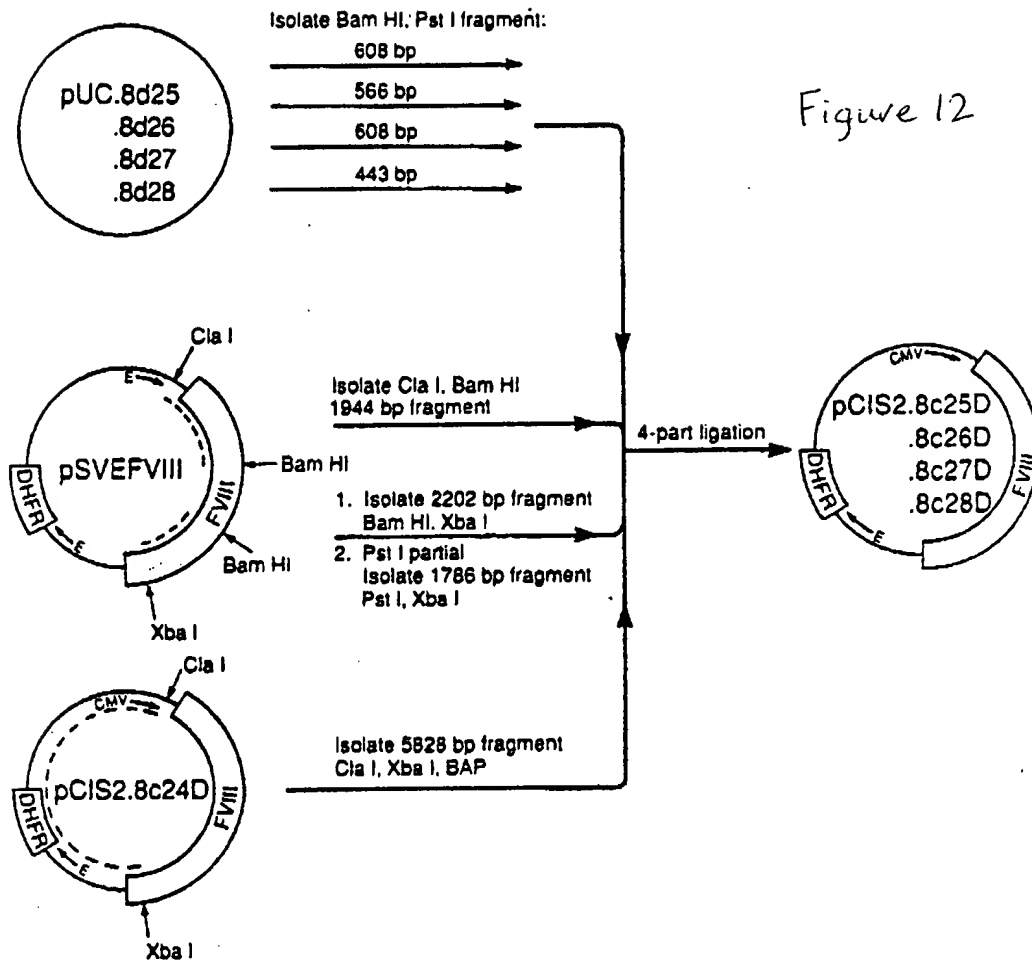 Isolate Bam HI, Pst I fragment:
608 bp
566 bp
608 bp
443 bp
pUC.8d25
.8d26
.8d27
.8d28
Figure 12
Cla I
E
Isolate Cla I, Bam HI
1944 bp fragment
pSVEFVIII
FVIII
Bam HI
DHFR
E
1. Isolate 2202 bp fragment
Bam HI, Xba I
Bam HI
2. Pst I partial
Isolate 1786 bp fragment
Pst I, Xba I
Xba I
4-part ligation
CMV
pCIS2.8c25D
.8c26D
.8c27D
.8c28D
FVIII
DHFR
E
Cla I
CMV
Isolate 5828 bp fragment
Cla I, Xba I, BAP
pCIS2.8c24D
FVIII
DHFR
E
Xba I